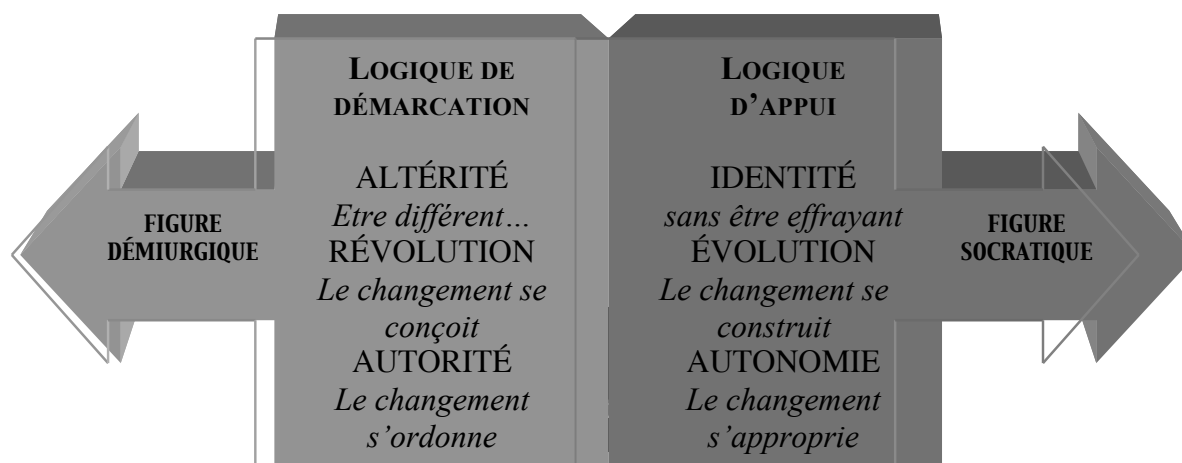 LOGIQUE DE
DÉMARCATION
ALTÉRITÉ
Etre différent…
RÉVOLUTION
Le changement se
conçoit
AUTORITÉ
Le changement
s’ordonne
LOGIQUE
D’APPUI
IDENTITÉ
sans être effrayant
ÉVOLUTION
Le changement se
construit
AUTONOMIE
Le changement
s’approprie
FIGURE
DÉMIURGIQUE
FIGURE
SOCRATIQUE